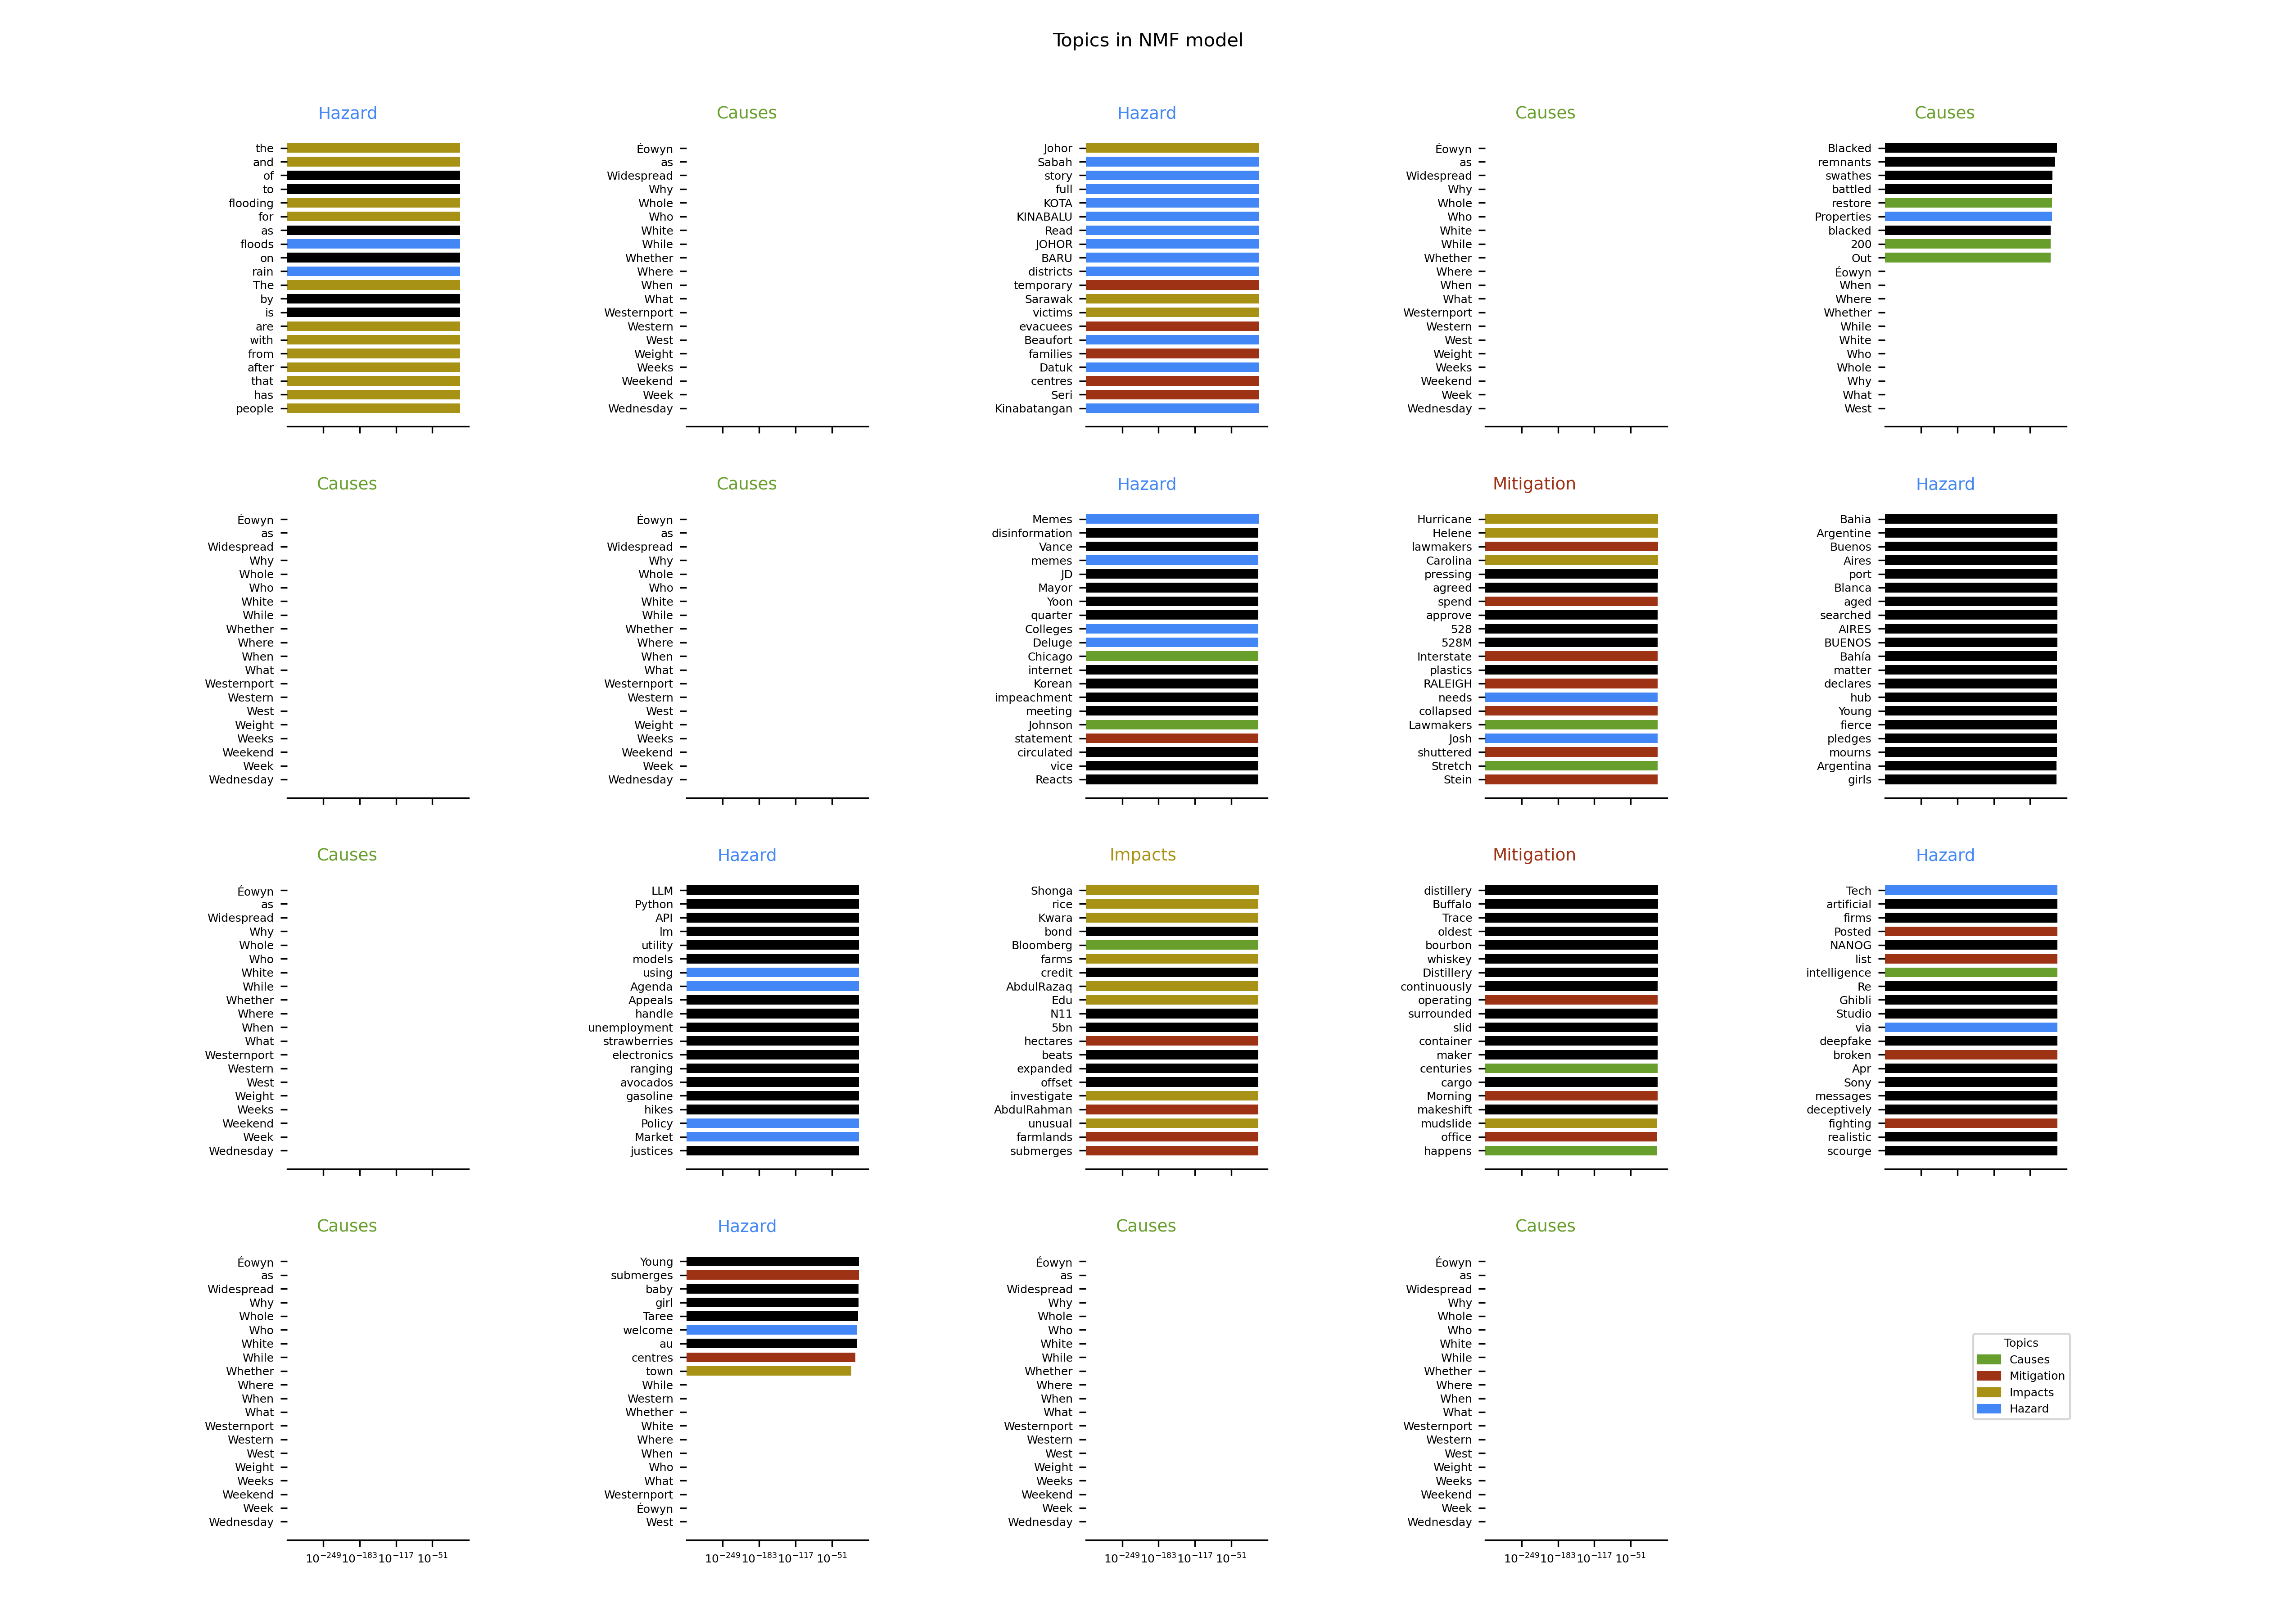 Topics in NMF model
Hazard
the
and
of
to
flooding
for
as
floods
on
rain
The
by
is
are
with
from
after
that
has
people
Causes
Éowyn
as
Widespread
Why
Whole
Who
White
While
Whether
Where
When
What
Westernport
Western
West
Weight
Weeks
Weekend
Week
Wednesday
Hazard
Johor
Sabah
story
full
KOTA
KINABALU
Read
JOHOR
BARU
districts
temporary
Sarawak
victims
evacuees
Beaufort
families
Datuk
centres
Seri
Kinabatangan
Causes
Éowyn
as
Widespread
Why
Whole
Who
White
While
Whether
Where
When
What
Westernport
Western
West
Weight
Weeks
Weekend
Week
Wednesday
Causes
Blacked
remnants
swathes
battled
restore
Properties
blacked
200
Out
Éowyn
When
Where
Whether
While
White
Who
Whole
Why
What
West
Causes
Éowyn
as
Widespread
Why
Whole
Who
White
While
Whether
Where
When
What
Westernport
Western
West
Weight
Weeks
Weekend
Week
Wednesday
Causes
Éowyn
as
Widespread
Why
Whole
Who
White
While
Whether
Where
When
What
Westernport
Western
West
Weight
Weeks
Weekend
Week
Wednesday
Hazard
Memes
disinformation
Vance
memes
JD
Mayor
Yoon
quarter
Colleges
Deluge
Chicago
internet
Korean
impeachment
meeting
Johnson
statement
circulated
vice
Reacts
Mitigation
Hurricane
Helene
lawmakers
Carolina
pressing
agreed
spend
approve
528
528M
Interstate
plastics
RALEIGH
needs
collapsed
Lawmakers
Josh
shuttered
Stretch
Stein
Hazard
Bahia
Argentine
Buenos
Aires
port
Blanca
aged
searched
AIRES
BUENOS
Bahía
matter
declares
hub
Young
fierce
pledges
mourns
Argentina
girls
Causes
Éowyn
as
Widespread
Why
Whole
Who
White
While
Whether
Where
When
What
Westernport
Western
West
Weight
Weeks
Weekend
Week
Wednesday
Hazard
LLM
Python
API
lm
utility
models
using
Agenda
Appeals
handle
unemployment
strawberries
electronics
ranging
avocados
gasoline
hikes
Policy
Market
justices
Impacts
Shonga
rice
Kwara
bond
Bloomberg
farms
credit
AbdulRazaq
Edu
N11
5bn
hectares
beats
expanded
offset
investigate
AbdulRahman
unusual
farmlands
submerges
Mitigation
distillery
Buffalo
Trace
oldest
bourbon
whiskey
Distillery
continuously
operating
surrounded
slid
container
maker
centuries
cargo
Morning
makeshift
mudslide
office
happens
Hazard
Tech
artificial
firms
Posted
NANOG
list
intelligence
Re
Ghibli
Studio
via
deepfake
broken
Apr
Sony
messages
deceptively
fighting
realistic
scourge
Causes
Éowyn
as
Widespread
Why
Whole
Who
White
While
Whether
Where
When
What
Westernport
Western
West
Weight
Weeks
Weekend
Week
Wednesday
10⁻²⁴⁹ 10⁻¹⁸³ 10⁻¹¹⁷ 10⁻⁵¹
Hazard
Young
submerges
baby
girl
Taree
welcome
au
centres
town
While
Western
Whether
White
Where
When
Who
What
Westernport
Éowyn
West
10⁻²⁴⁹ 10⁻¹⁸³ 10⁻¹¹⁷ 10⁻⁵¹
Causes
Éowyn
as
Widespread
Why
Whole
Who
White
While
Whether
Where
When
What
Westernport
Western
West
Weight
Weeks
Weekend
Week
Wednesday
10⁻²⁴⁹ 10⁻¹⁸³ 10⁻¹¹⁷ 10⁻⁵¹
Causes
Éowyn
as
Widespread
Why
Whole
Who
White
While
Whether
Where
When
What
Westernport
Western
West
Weight
Weeks
Weekend
Week
Wednesday
10⁻²⁴⁹ 10⁻¹⁸³ 10⁻¹¹⁷ 10⁻⁵¹
Topics
Causes
Mitigation
Impacts
Hazard